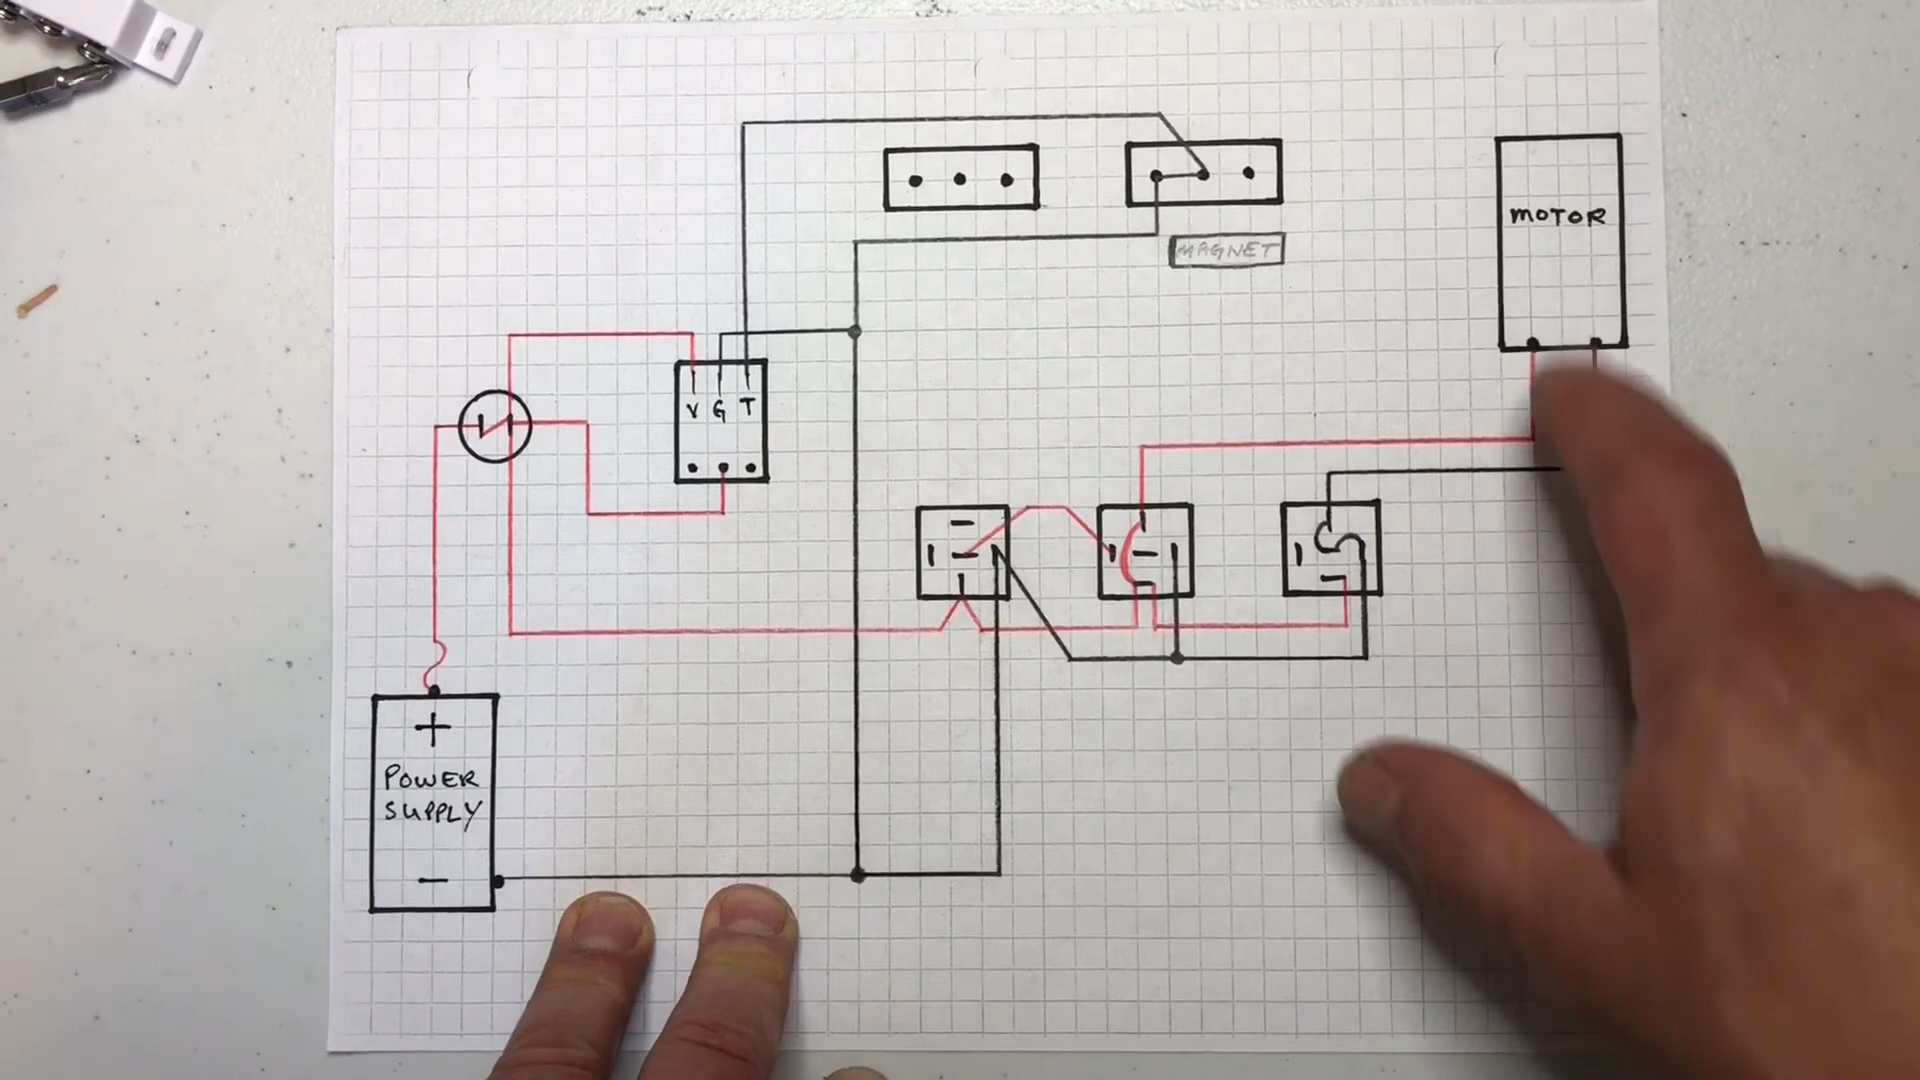 MOTOR
MAGNET
V G T
+
POWER
SUPPLY
−